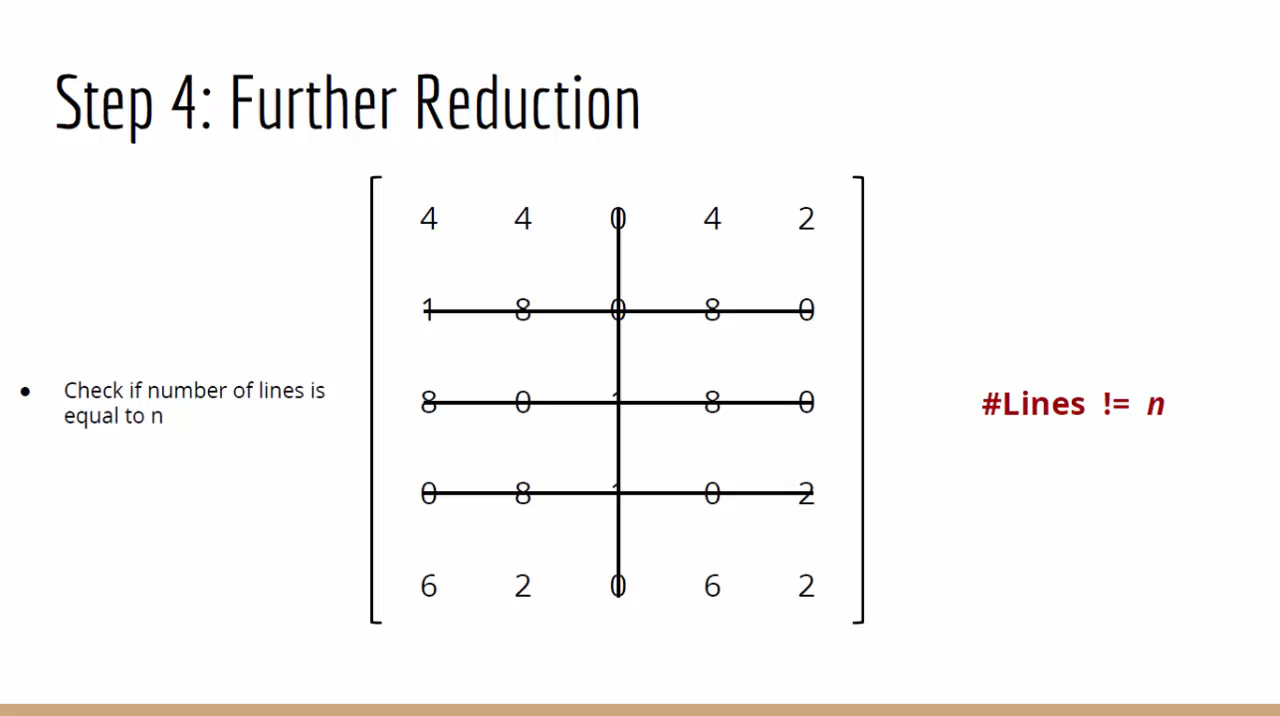 Step 4: Further Reduction
4 4 0 4 2
1 8 0 8 0
● Check if number of lines is
equal to n
8 0 1 8 0
#Lines != n
0 8 1 0 2
6 2 0 6 2